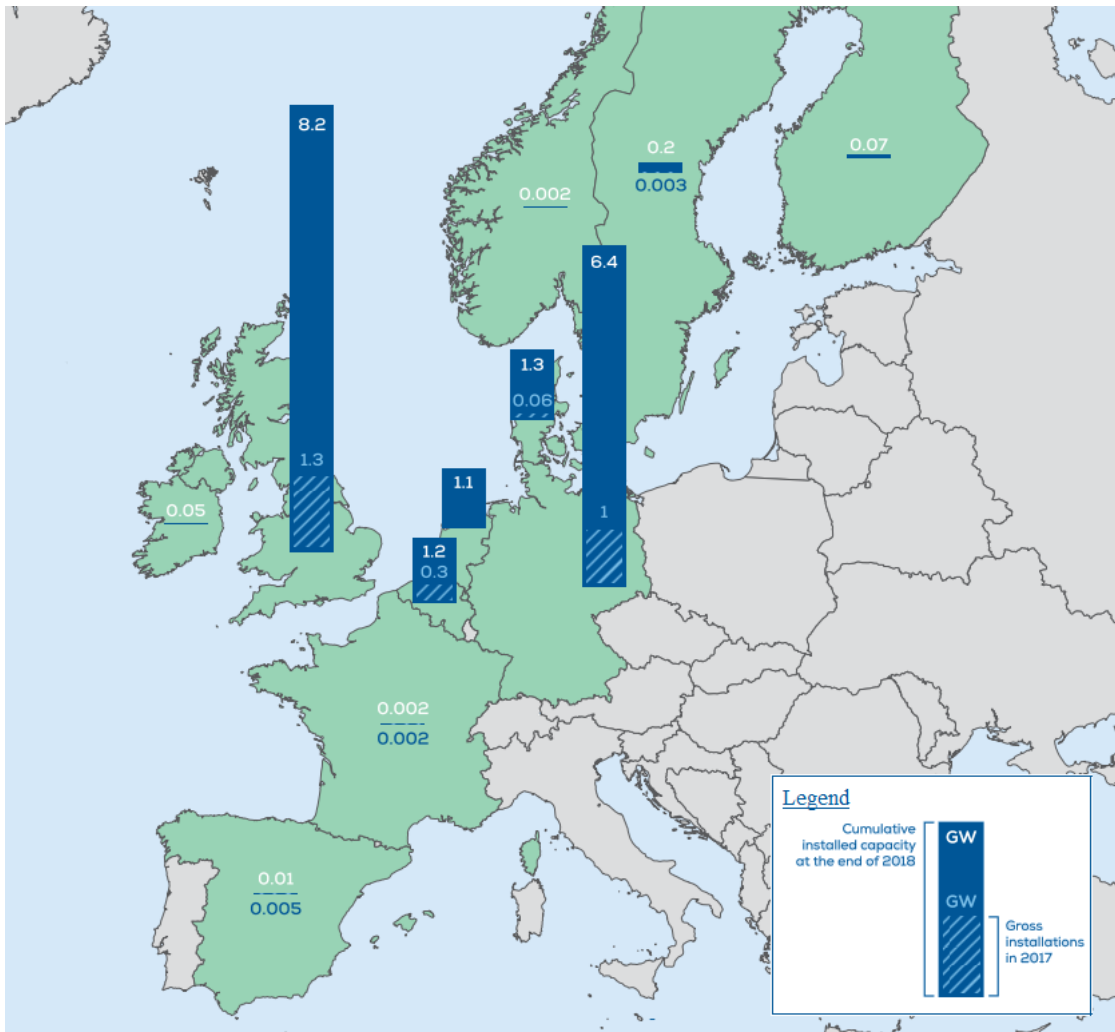 8.2
0.2
0.07
0.003
0.002
6.4
1.3
0.06
1.3
1.1
0.05
1
1.2
0.3
0.002
0.002
0.01
0.005
Legend
Cumulative
installed capacity
at the end of 2018
GW
GW
Gross
installations
in 2017